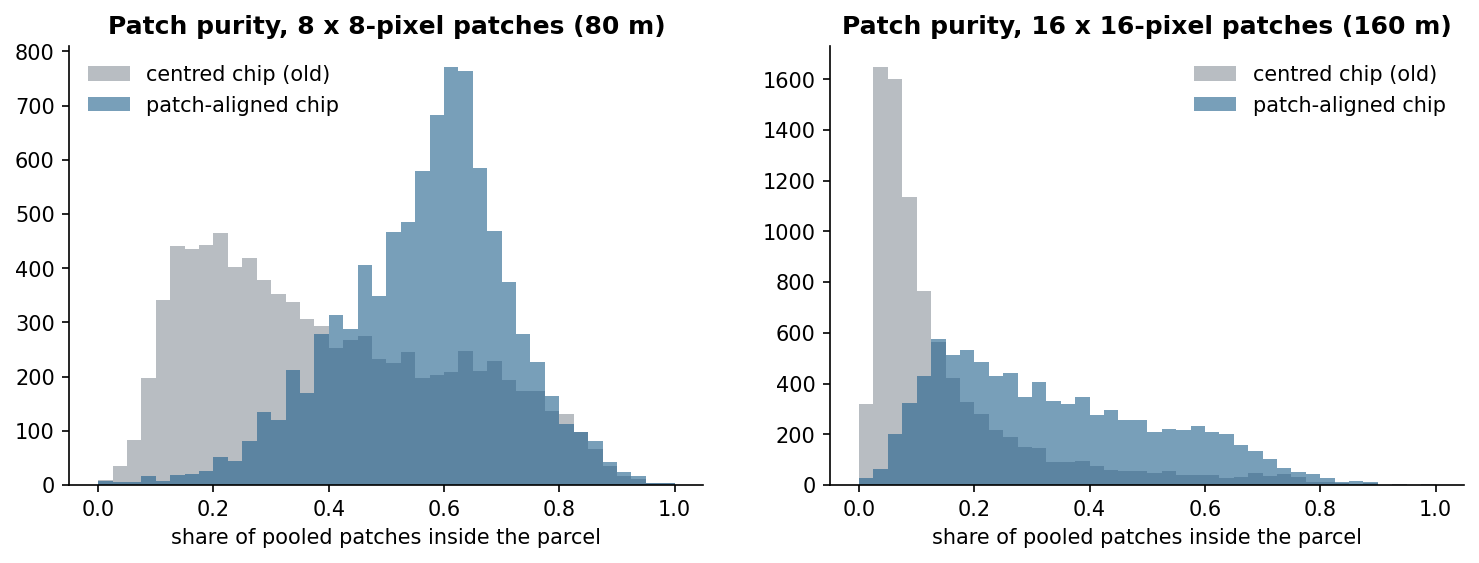 Patch purity, 8 x 8-pixel patches (80 m)
800
700
600
500
400
300
200
100
0
centred chip (old)
patch-aligned chip
0.0 0.2 0.4 0.6 0.8 1.0
share of pooled patches inside the parcel
Patch purity, 16 x 16-pixel patches (160 m)
1600
1400
1200
1000
800
600
400
200
0
centred chip (old)
patch-aligned chip
0.0 0.2 0.4 0.6 0.8 1.0
share of pooled patches inside the parcel